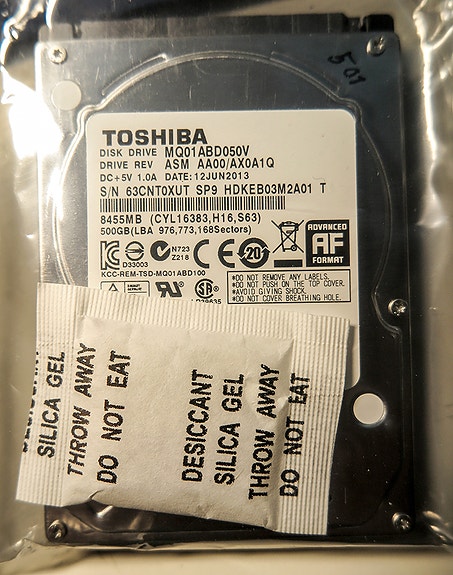 501
TOSHIBA
DISK DRIVE MQ01ABD050V
DRIVE REV ASM AA00/AX0A1Q
DC+5V 1.0A DATE:12JUN2013
S/N 63CNT0XUT SP9 HDKEB03M2A01 T
8455MB (CYL16383,H16,S63)
500GB(LBA 976,773,168Sectors)
ADVANCED
AF
FORMAT
D33003
N723
Z218
CE
20
KCC-REM-TSD-MQ01ABD100
*DO NOT REMOVE ANY LABELS.
*DO NOT PUSH ON THE TOP COVER.
*AVOID GIVING SHOCK.
*DO NOT COVER BREATHING HOLE.
SILICA GEL
THROW AWAY
DO NOT EAT
DESICCANT
SILICA GEL
THROW AWAY
DO NOT EAT